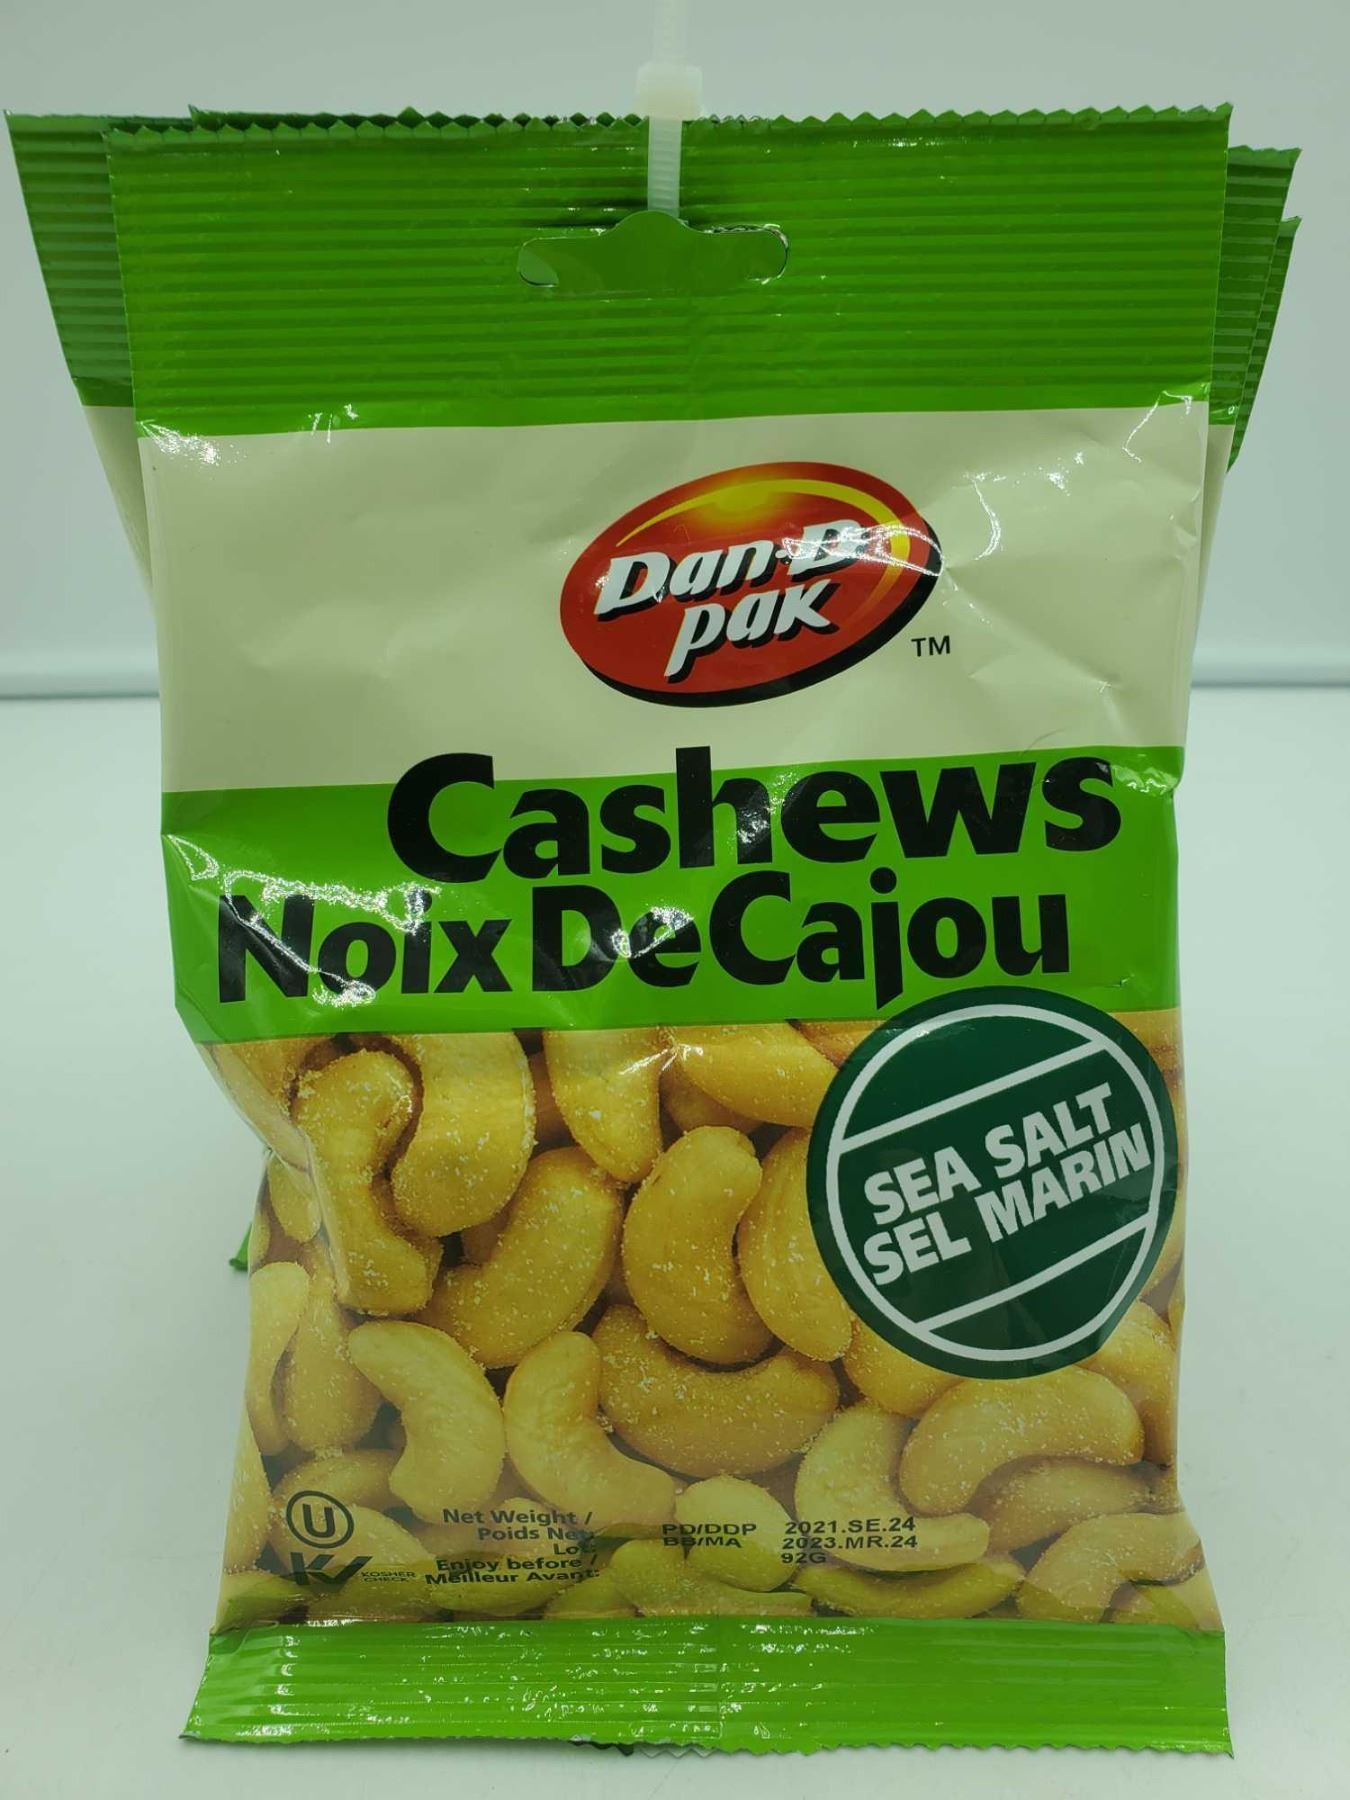 Dan-D
pak
TM
Cashews
Noix De Cajou
SEA SALT
SEL MARIN
U
K
KOSHER
CHECK
Net Weight /
Poids Net:
Lot:
Enjoy before /
Meilleur Avant:
PD/DDP 2021.SE.24
BB/MA 2023.MR.24
92G